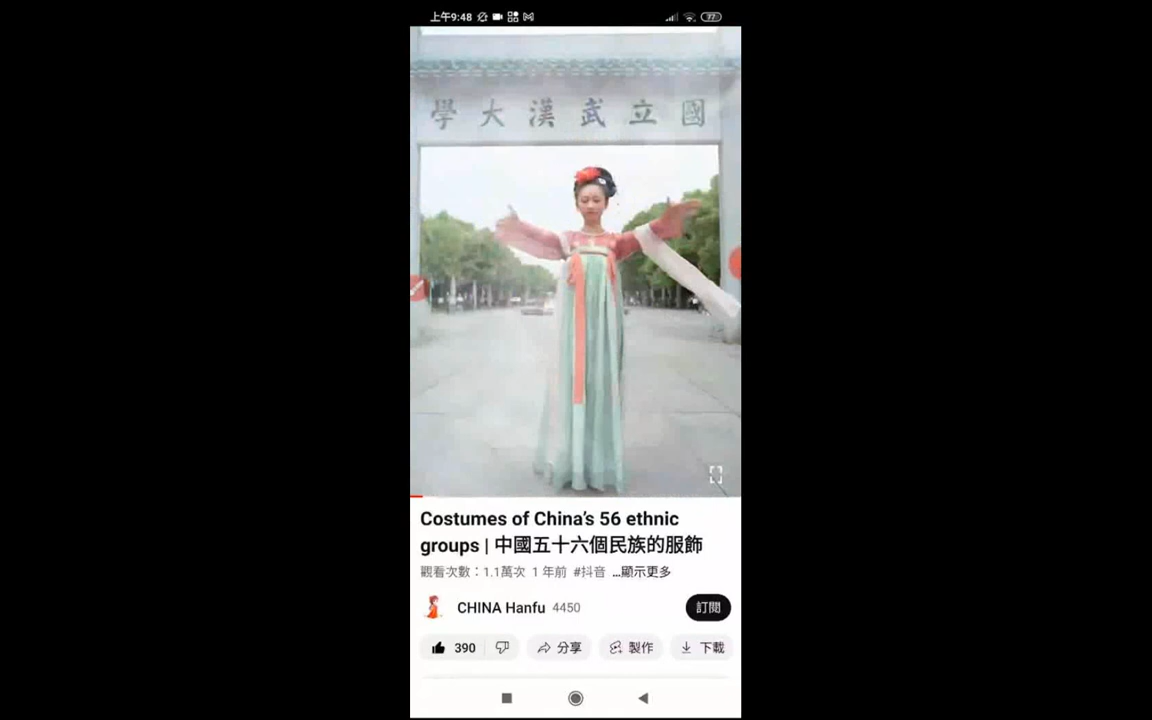 上午9:48
77
學大漢武立國
Costumes of China's 56 ethnic
groups | 中國五十六個民族的服飾
觀看次數：1.1萬次 1 年前 #抖音 ...顯示更多
CHINA Hanfu 4450
訂閱
390 分享 製作 下載